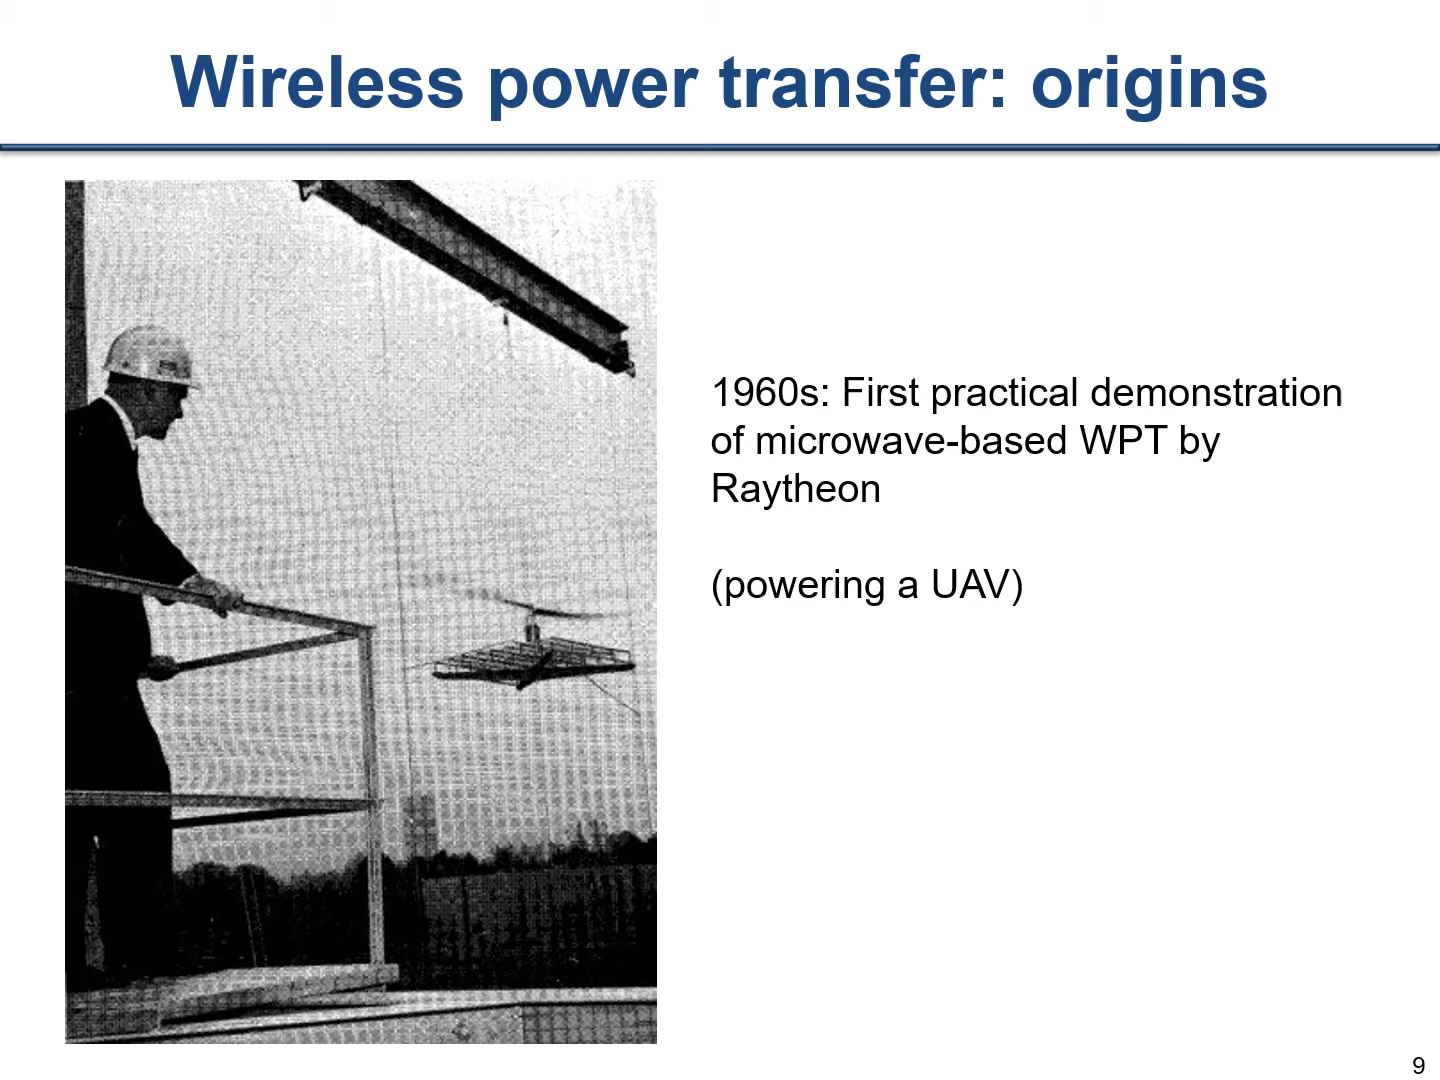 Wireless power transfer: origins
1960s: First practical demonstration
of microwave-based WPT by
Raytheon
(powering a UAV)
9